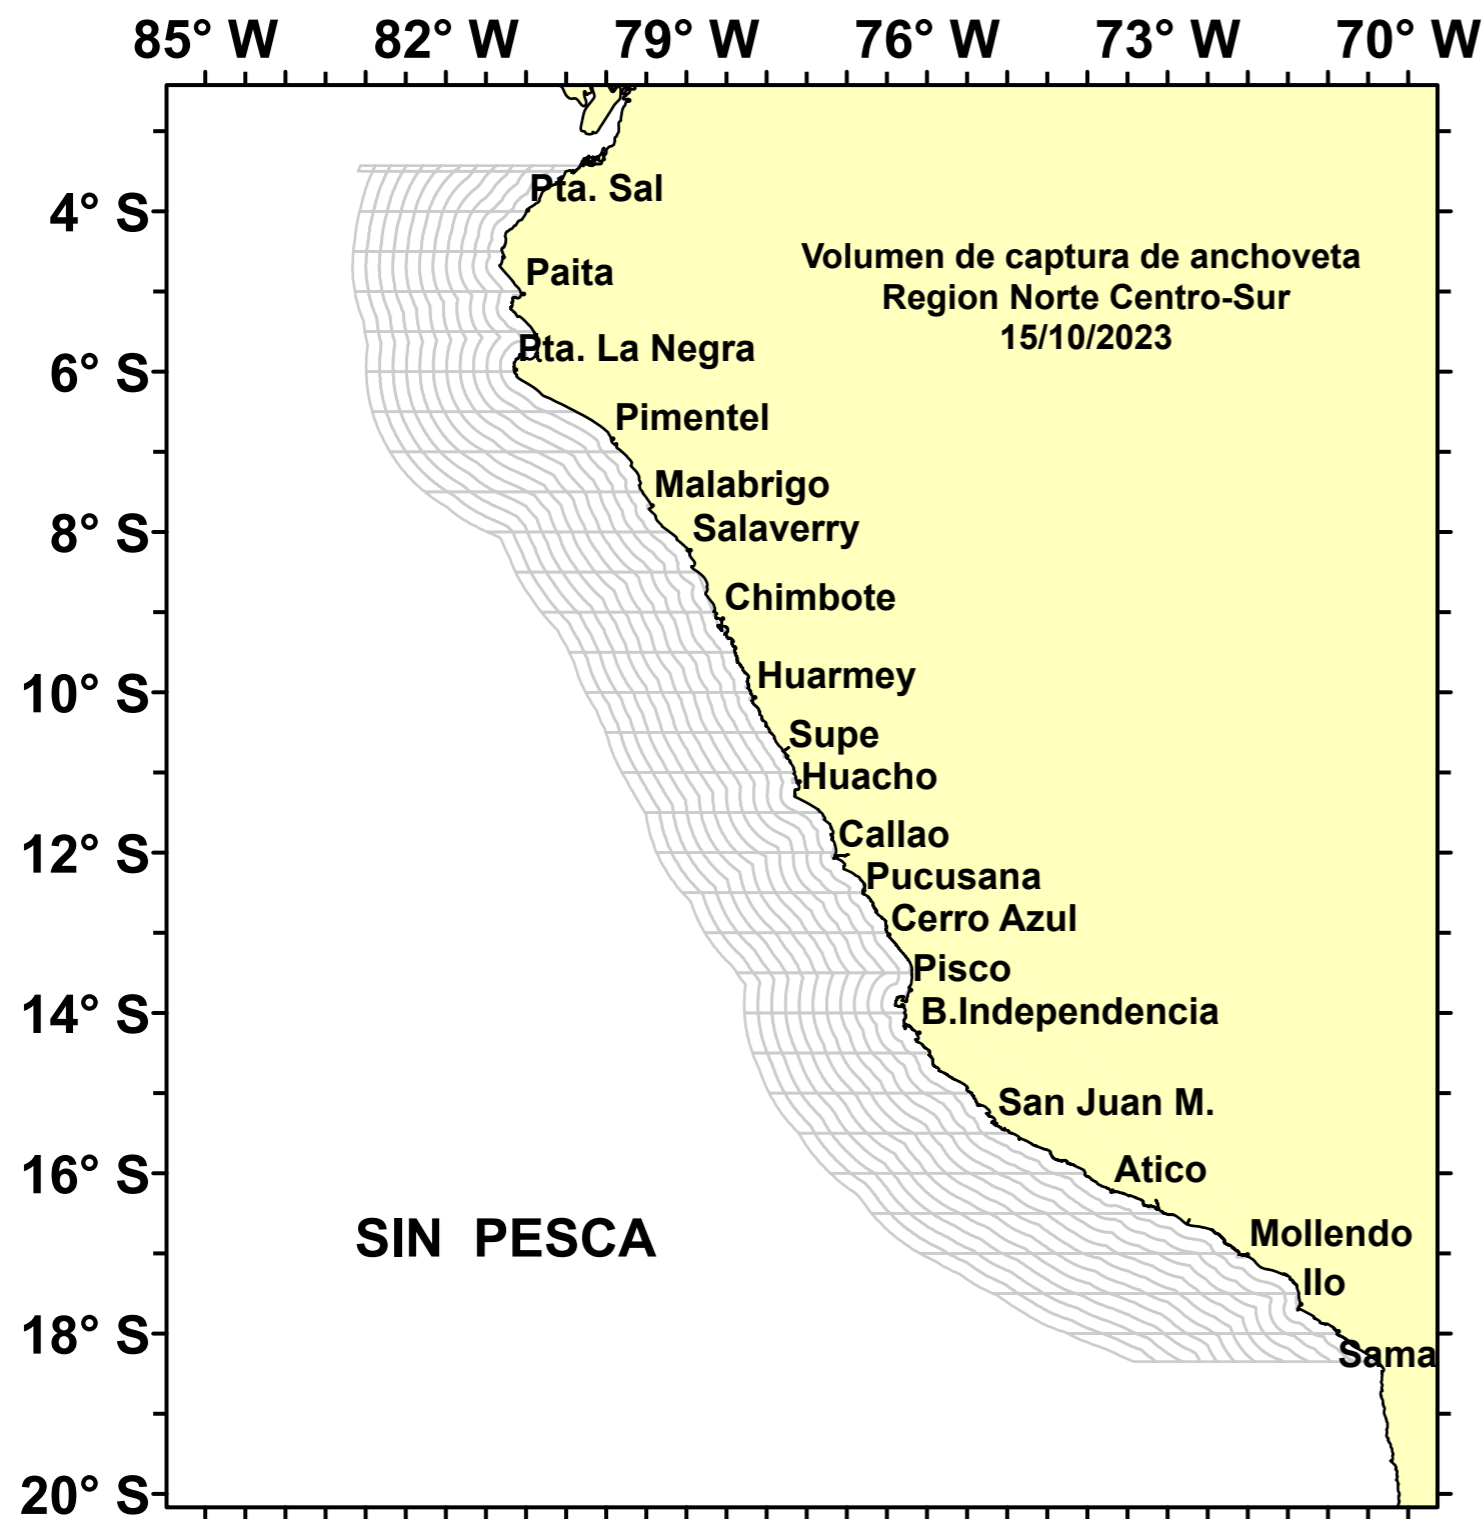 85° W 82° W 79° W 76° W 73° W 70° W
Pta. Sal
4° S
Volumen de captura de anchoveta
Region Norte Centro-Sur
15/10/2023
Paita
Pta. La Negra
6° S
Pimentel
Malabrigo
8° S
Salaverry
Chimbote
Huarmey
10° S
Supe
Huacho
Callao
12° S
Pucusana
Cerro Azul
Pisco
14° S
B.Independencia
San Juan M.
16° S
Atico
SIN PESCA
Mollendo
Ilo
18° S
Sama
20° S